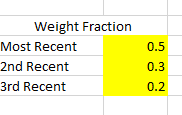 Weight Fraction
Most Recent 0.5
2nd Recent 0.3
3rd Recent 0.2